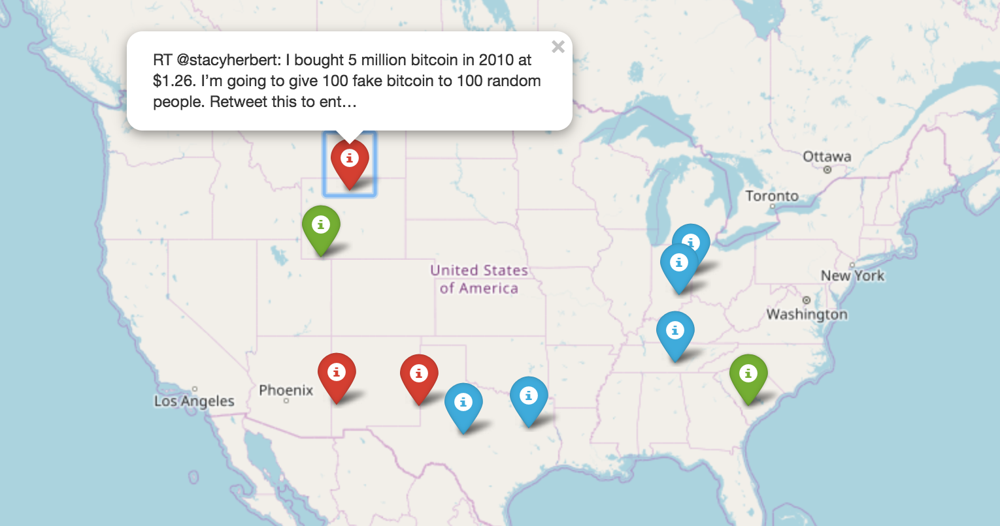 RT @stacyherbert: I bought 5 million bitcoin in 2010 at
$1.26. I’m going to give 100 fake bitcoin to 100 random
people. Retweet this to ent…
×
i
Ottawa
Toronto
i
i
i
United States
of America
New York
Washington
i
i
i
i
i
i
Phoenix
Los Angeles
i